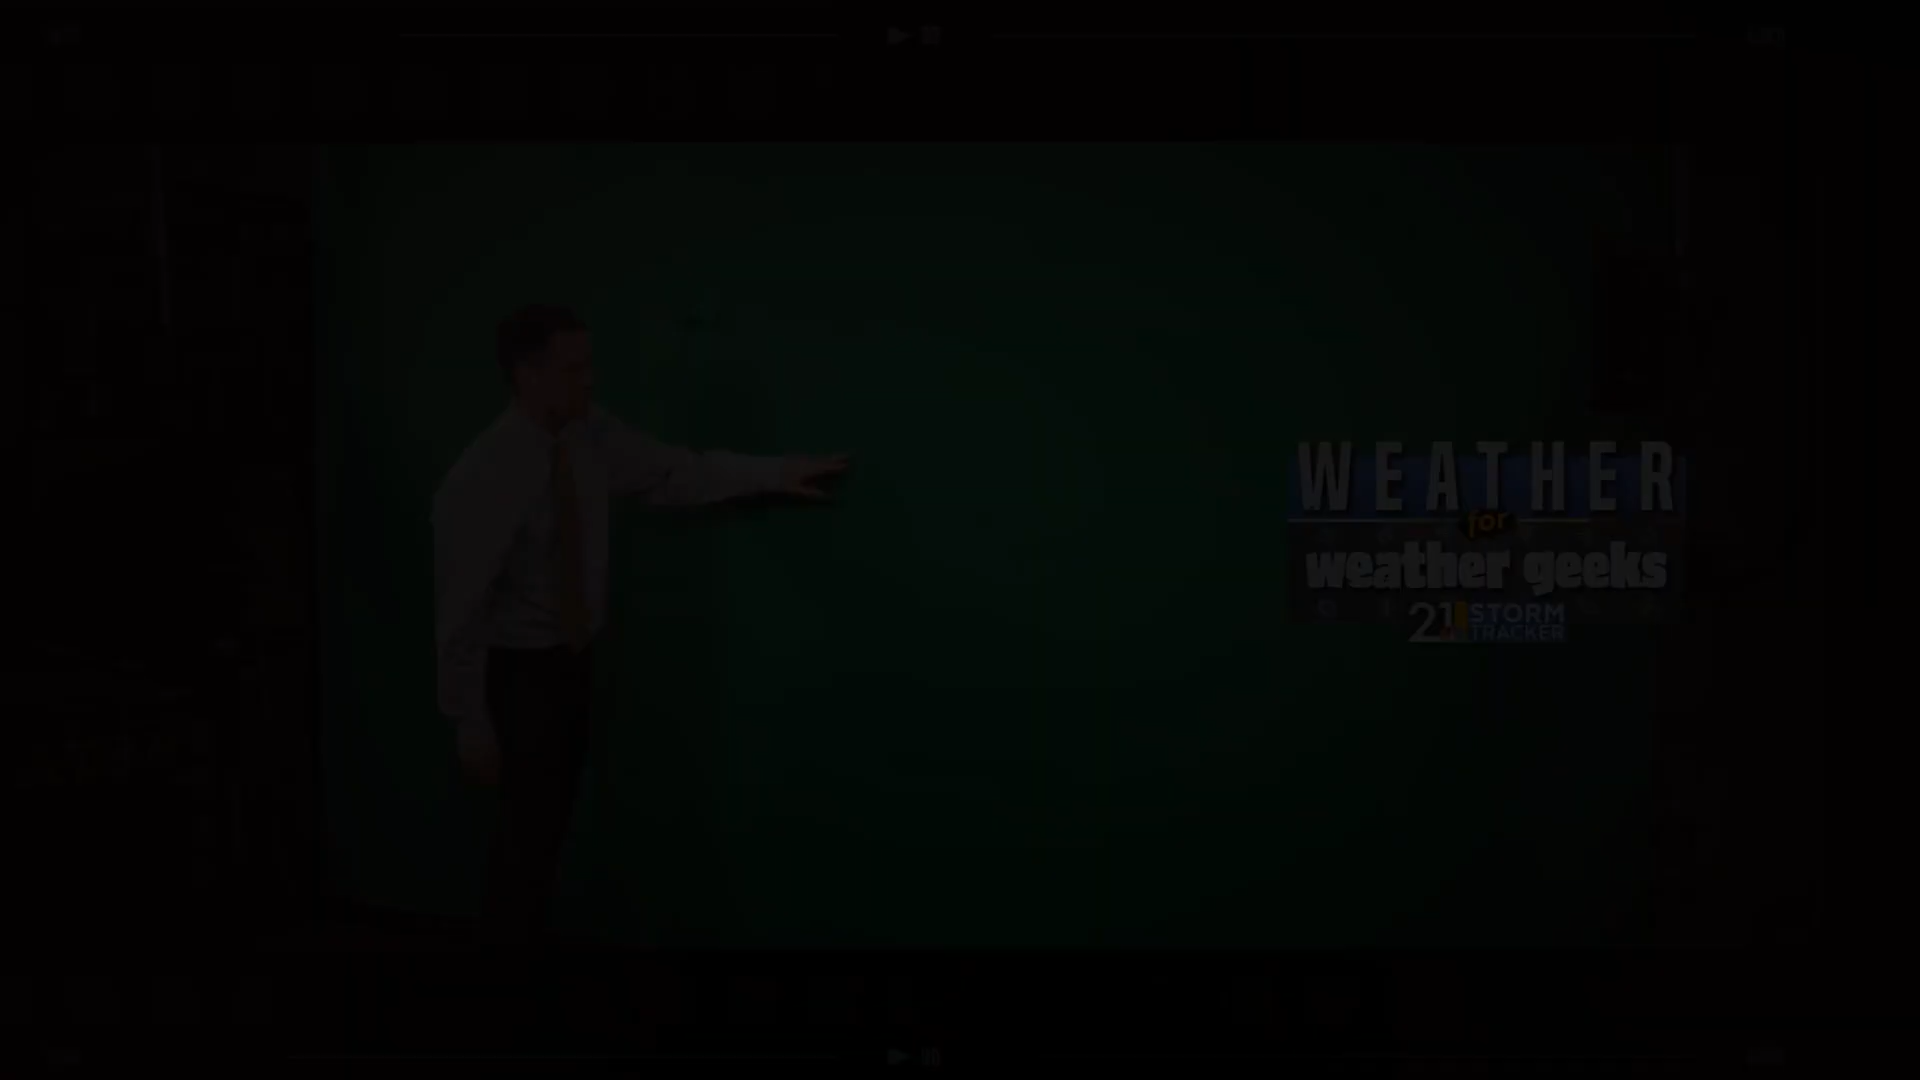 WEATHER
for
weather geeks
21 STORM
TRACKER